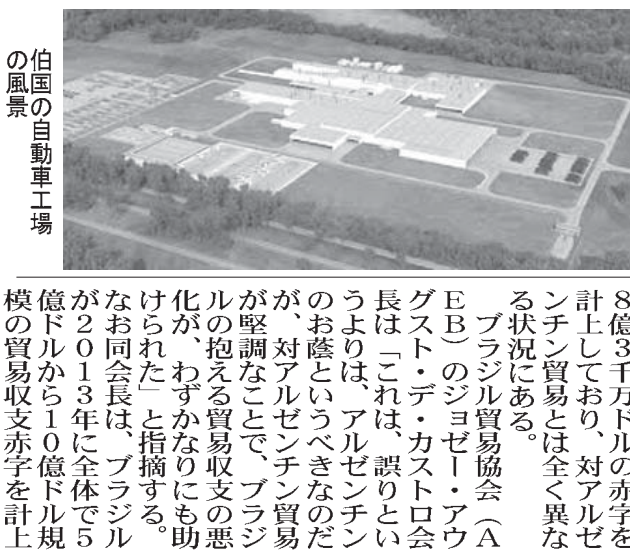 伯国の自動車工場
の風景
８億３千万ドルの赤字を
計上しており、対アルゼ
ンチン貿易とは全く異な
る状況にある。
ブラジル貿易協会（Ａ
ＥＢ）のジョゼー・アウ
グスト・デ・カストロ会
長は「これは、誤りとい
うよりは、アルゼンチン
のお蔭というべきなのだ
が、対アルゼンチン貿易
が堅調なことで、ブラジ
ルの抱える貿易収支の悪
化が、わずかなりにも助
けられた」と指摘する。
なお同会長は、ブラジル
が２０１３年に全体で５
億ドルから１０億ドル規
模の貿易収支赤字を計上